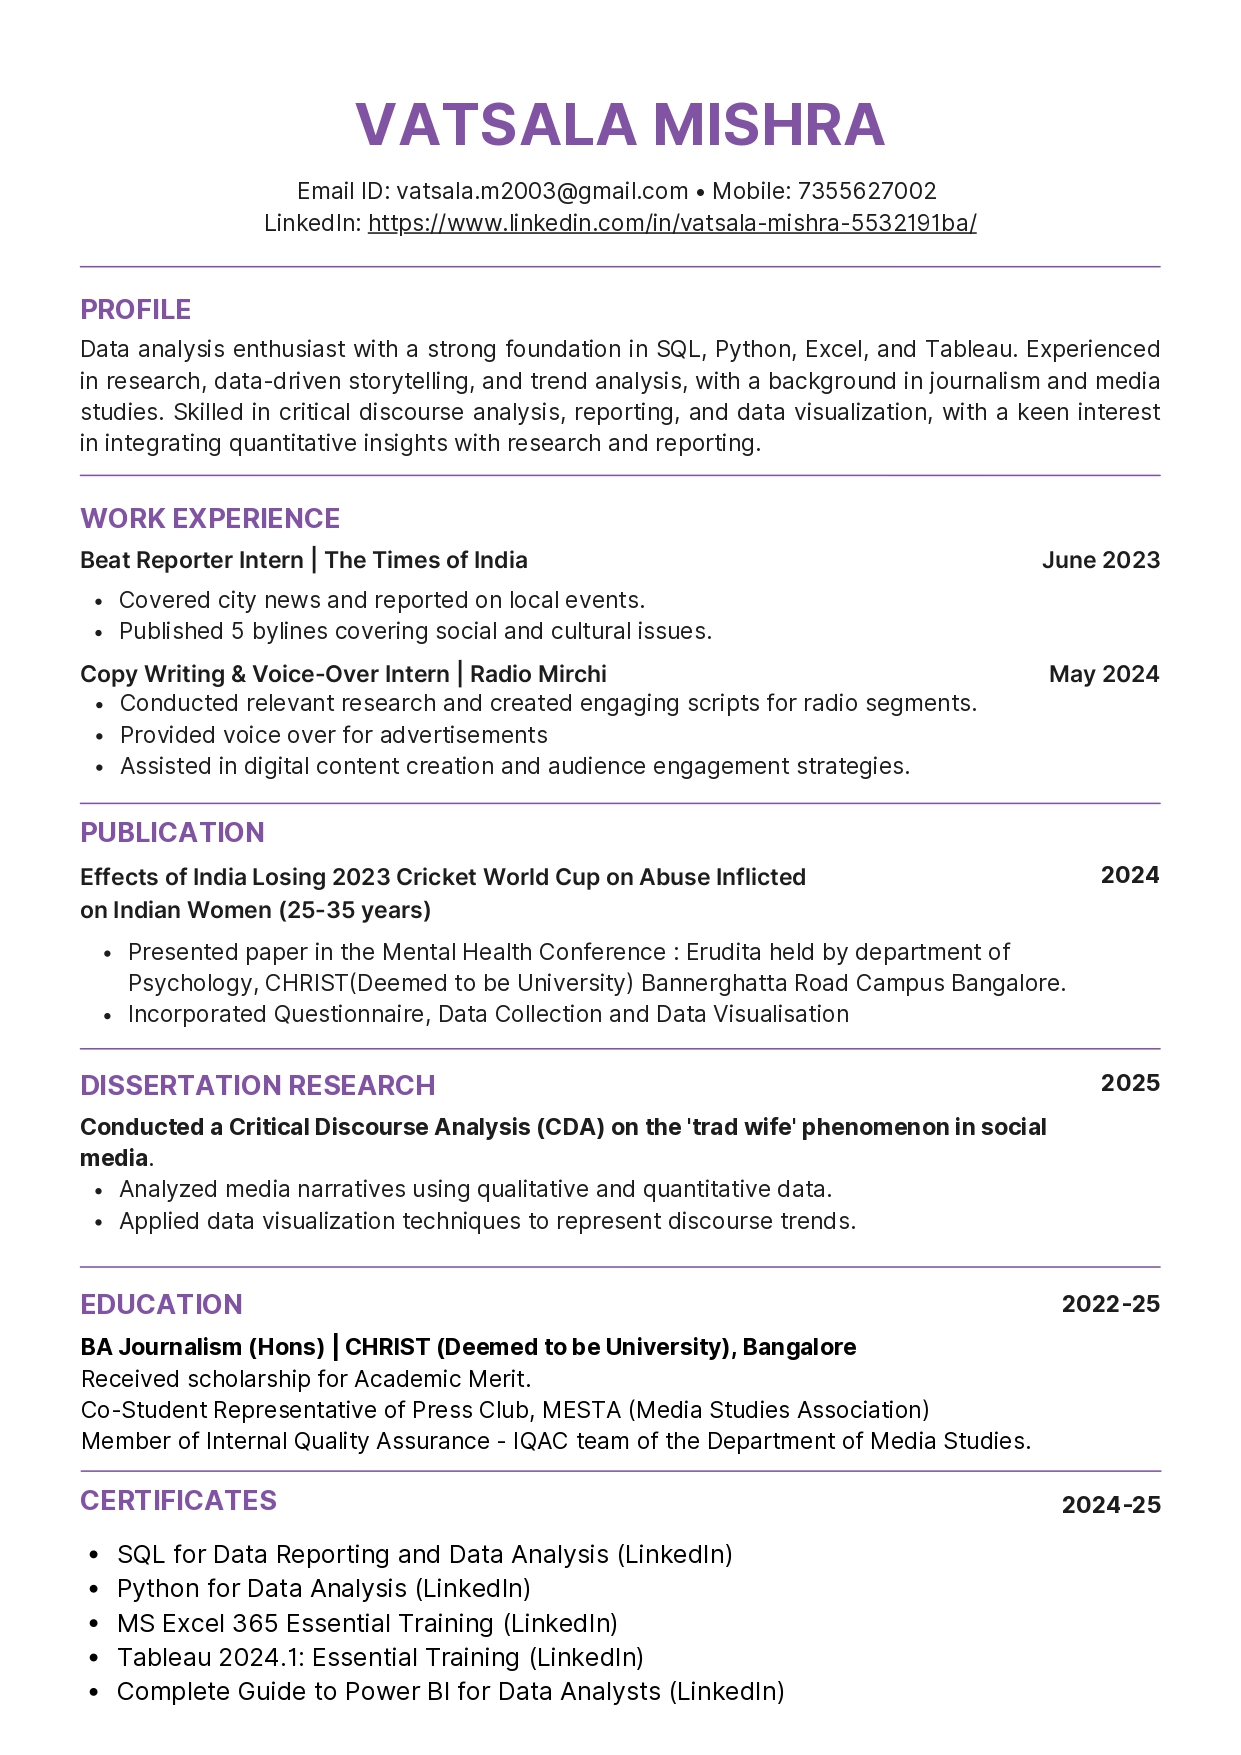 VATSALA MISHRA
Email ID: vatsala.m2003@gmail.com • Mobile: 7355627002
LinkedIn: https://www.linkedin.com/in/vatsala-mishra-5532191ba/
PROFILE
Data analysis enthusiast with a strong foundation in SQL, Python, Excel, and Tableau. Experienced
in research, data-driven storytelling, and trend analysis, with a background in journalism and media
studies. Skilled in critical discourse analysis, reporting, and data visualization, with a keen interest
in integrating quantitative insights with research and reporting.
WORK EXPERIENCE
Beat Reporter Intern | The Times of India June 2023
• Covered city news and reported on local events.
• Published 5 bylines covering social and cultural issues.
Copy Writing & Voice-Over Intern | Radio Mirchi May 2024
• Conducted relevant research and created engaging scripts for radio segments.
• Provided voice over for advertisements
• Assisted in digital content creation and audience engagement strategies.
PUBLICATION
Effects of India Losing 2023 Cricket World Cup on Abuse Inflicted 2024
on Indian Women (25-35 years)
• Presented paper in the Mental Health Conference : Erudita held by department of
Psychology, CHRIST(Deemed to be University) Bannerghatta Road Campus Bangalore.
• Incorporated Questionnaire, Data Collection and Data Visualisation
DISSERTATION RESEARCH 2025
Conducted a Critical Discourse Analysis (CDA) on the 'trad wife' phenomenon in social
media.
• Analyzed media narratives using qualitative and quantitative data.
• Applied data visualization techniques to represent discourse trends.
EDUCATION 2022-25
BA Journalism (Hons) | CHRIST (Deemed to be University), Bangalore
Received scholarship for Academic Merit.
Co-Student Representative of Press Club, MESTA (Media Studies Association)
Member of Internal Quality Assurance - IQAC team of the Department of Media Studies.
CERTIFICATES 2024-25
• SQL for Data Reporting and Data Analysis (LinkedIn)
• Python for Data Analysis (LinkedIn)
• MS Excel 365 Essential Training (LinkedIn)
• Tableau 2024.1: Essential Training (LinkedIn)
• Complete Guide to Power BI for Data Analysts (LinkedIn)